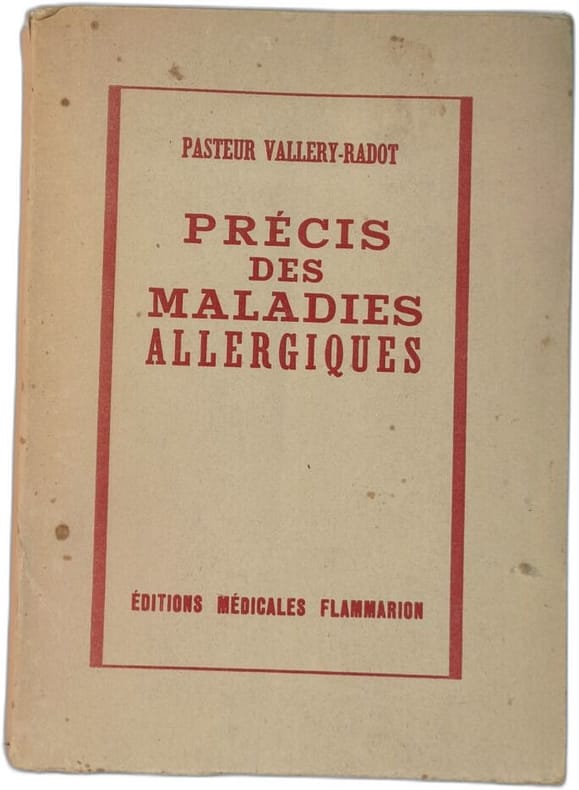 PASTEUR VALLERY-RADOT
PRÉCIS
DES
MALADIES
ALLERGIQUES
ÉDITIONS MÉDICALES FLAMMARION